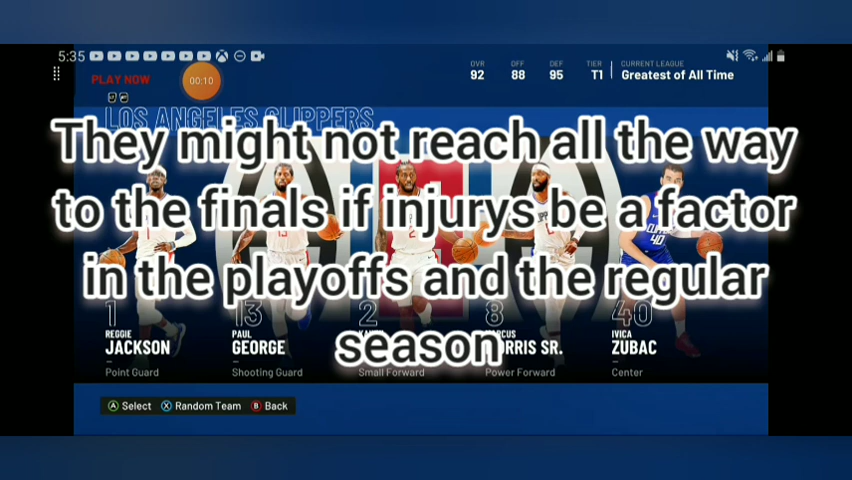 5:35
PLAY NOW
00:10
OVR
92
OFF
88
DEF
95
TIER
T1
CURRENT LEAGUE
Greatest of All Time
LOS ANGELES CLIPPERS
They might not reach all the way
to the finals if injurys be a factor
in the playoffs and the regular
season
1
REGGIE
JACKSON
Point Guard
13
PAUL
GEORGE
Shooting Guard
2
Small Forward
8
Power Forward
40
IVICA
ZUBAC
Center
A Select
X Random Team
B Back